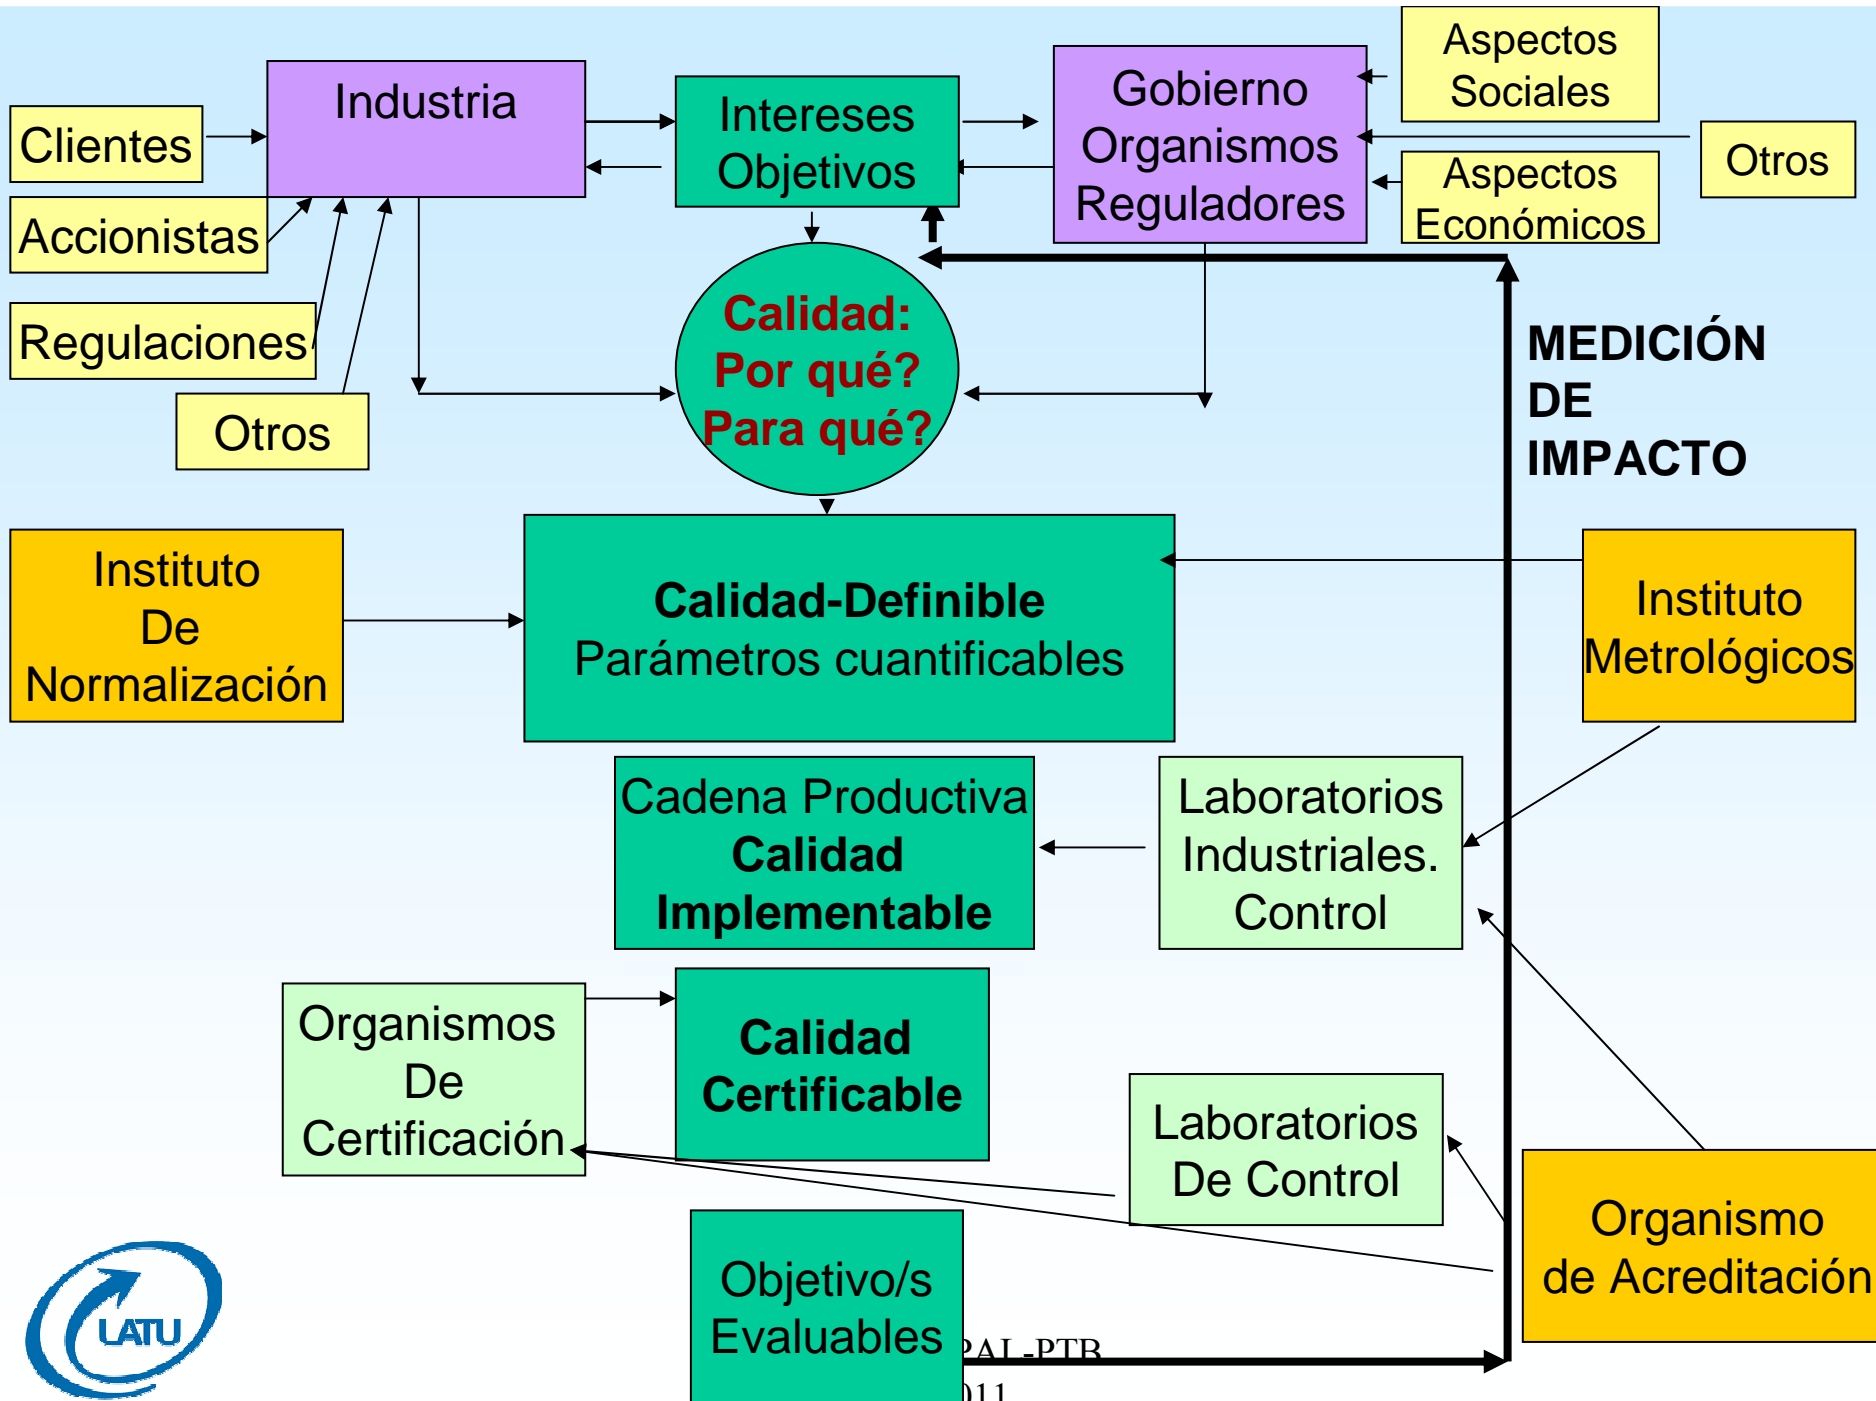 Industria
Intereses
Objetivos
Gobierno
Organismos
Reguladores
Aspectos
Sociales
Otros
Aspectos
Económicos
Clientes
Accionistas
Regulaciones
Otros
Calidad:
Por qué?
Para qué?
MEDICIÓN
DE
IMPACTO
Instituto
De
Normalización
Calidad-Definible
Parámetros cuantificables
Instituto
Metrológicos
Cadena Productiva
Calidad
Implementable
Laboratorios
Industriales.
Control
Organismos
De
Certificación
Calidad
Certificable
Laboratorios
De Control
Organismo
de Acreditación
Objetivo/s
Evaluables
LATU
PAL-PTB